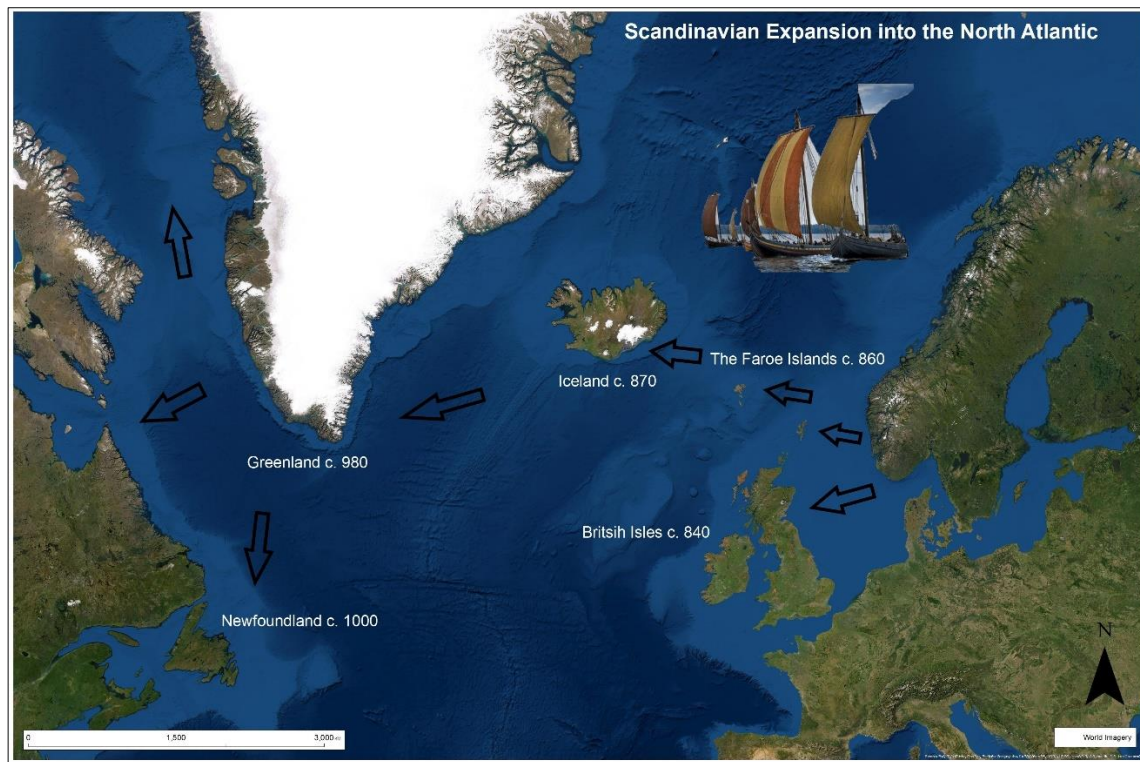 Scandinavian Expansion into the North Atlantic
The Faroe Islands c. 860
Iceland c. 870
Greenland c. 980
Britsih Isles c. 840
Newfoundland c. 1000
N
0 1,500 3,000
World Imagery